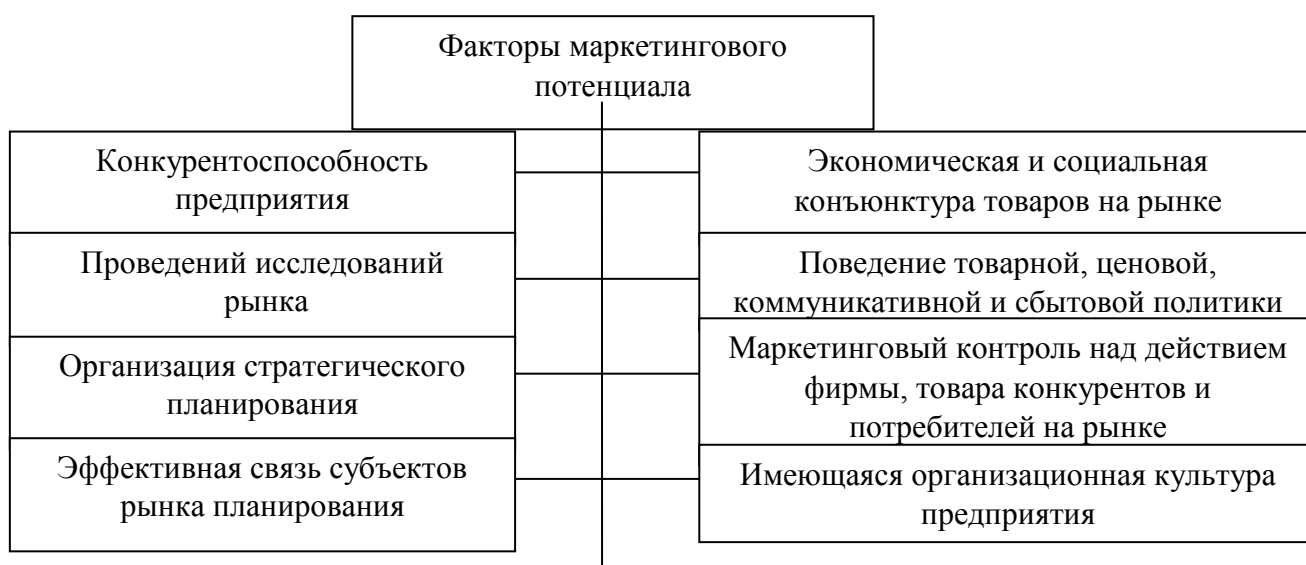 Факторы маркетингового
потенциала
Конкурентоспособность
предприятия
Экономическая и социальная
конъюнктура товаров на рынке
Проведений исследований
рынка
Поведение товарной, ценовой,
коммуникативной и сбытовой политики
Организация стратегического
планирования
Маркетинговый контроль над действием
фирмы, товара конкурентов и
потребителей на рынке
Эффективная связь субъектов
рынка планирования
Имеющаяся организационная культура
предприятия